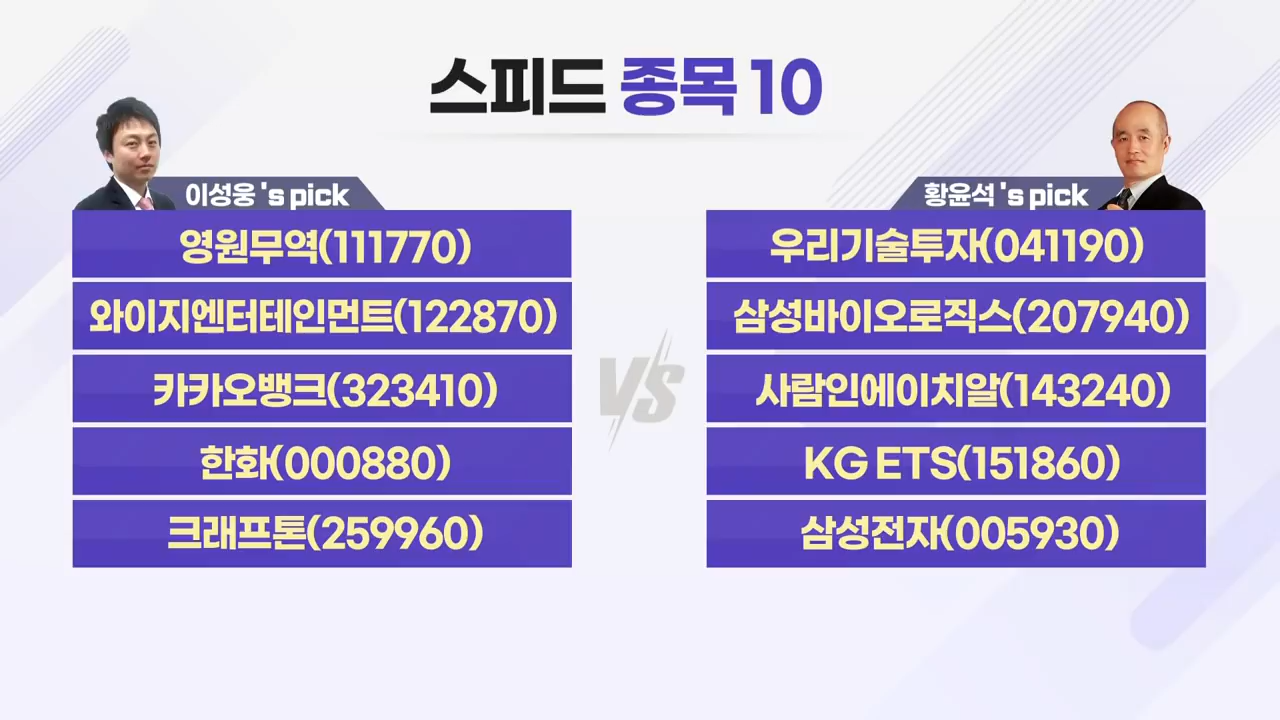 스피드 종목 10
이성웅 's pick
영원무역(111770)
와이지엔터테인먼트(122870)
카카오뱅크(323410)
한화(000880)
크래프톤(259960)
VS
황윤석 's pick
우리기술투자(041190)
삼성바이오로직스(207940)
사람인에이치알(143240)
KG ETS(151860)
삼성전자(005930)